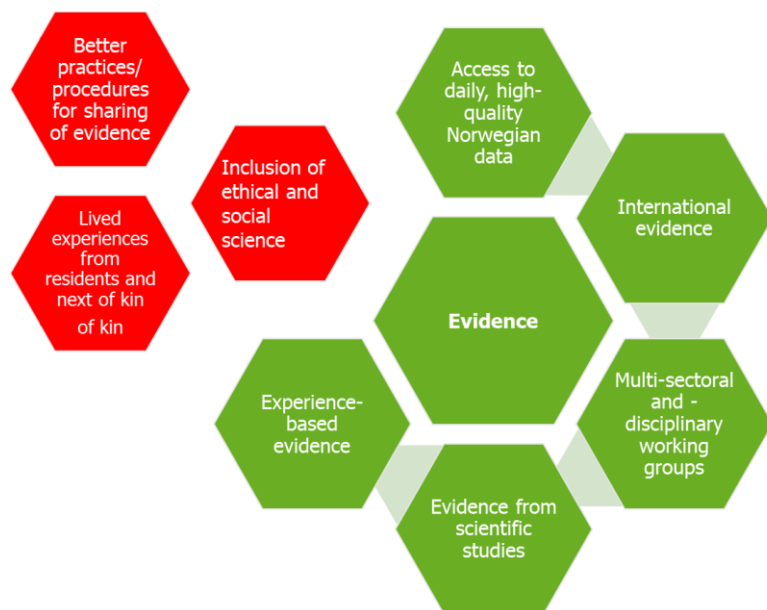 Better
practices/
procedures
for sharing
of evidence
Inclusion of
ethical and
social
science
Lived
experiences
from
residents and
next of kin
of kin
Access to
daily, high-
quality
Norwegian
data
International
evidence
Evidence
Multi-sectoral
and -
disciplinary
working
groups
Evidence from
scientific
studies
Experience-
based
evidence